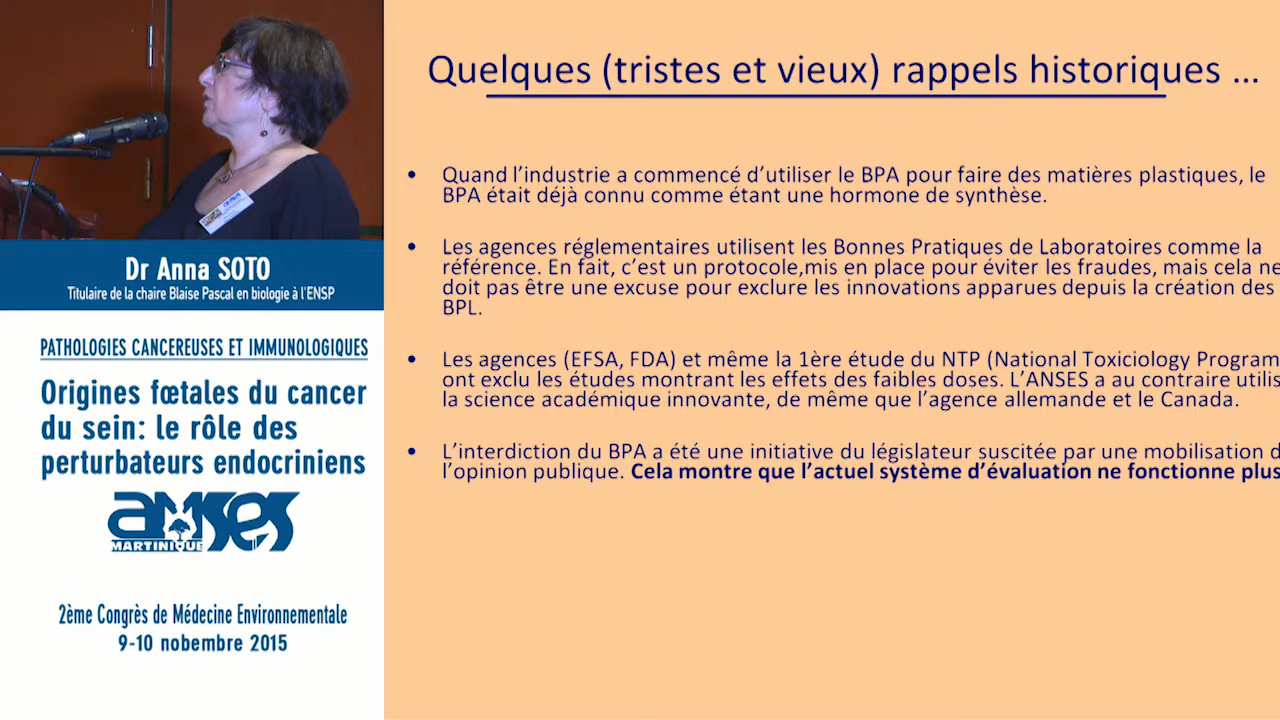 Quelques (tristes et vieux) rappels historiques ...
• Quand l'industrie a commencé d'utiliser le BPA pour faire des matières plastiques, le
BPA était déjà connu comme étant une hormone de synthèse.
• Les agences réglementaires utilisent les Bonnes Pratiques de Laboratoires comme la
référence. En fait, c'est un protocole,mis en place pour éviter les fraudes, mais cela ne
doit pas être une excuse pour exclure les innovations apparues depuis la création des
BPL.
• Les agences (EFSA, FDA) et même la 1ère étude du NTP (National Toxiciology Program
ont exclu les études montrant les effets des faibles doses. L'ANSES a au contraire utilis
la science académique innovante, de même que l'agence allemande et le Canada.
• L'interdiction du BPA a été une initiative du législateur suscitée par une mobilisation d
l'opinion publique. Cela montre que l'actuel système d'évaluation ne fonctionne plus
Dr Anna SOTO
Titulaire de la chaire Blaise Pascal en biologie à l'ENSP
PATHOLOGIES CANCEREUSES ET IMMUNOLOGIQUES
Origines fœtales du cancer
du sein: le rôle des
perturbateurs endocriniens
amses
MARTINIQUE
2ème Congrès de Médecine Environnementale
9-10 nobembre 2015